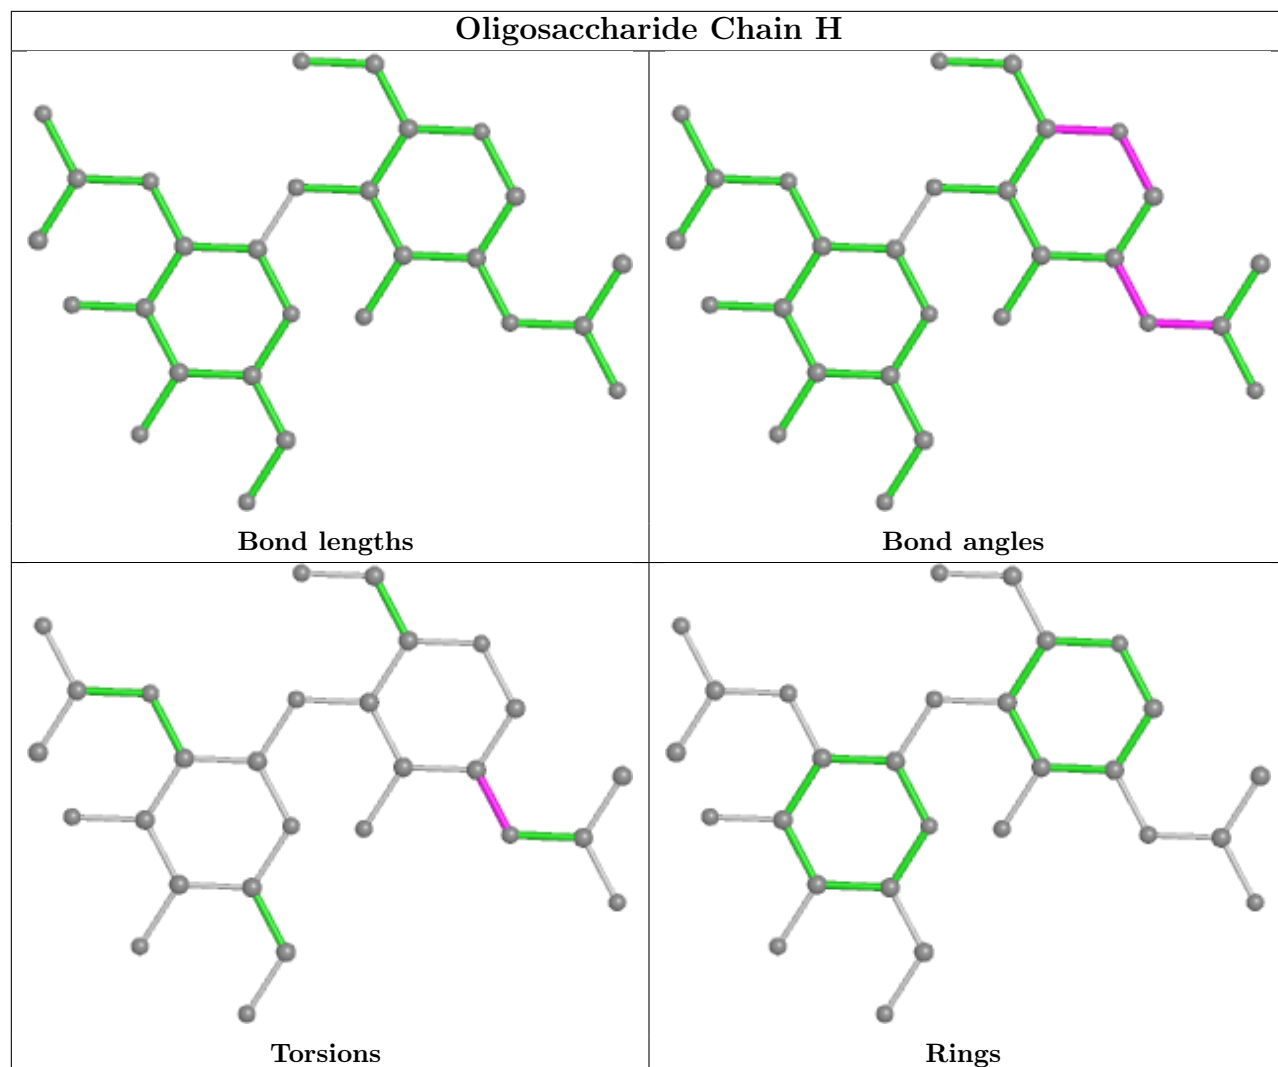 Oligosaccharide Chain H
Bond lengths
Bond angles
Torsions
Rings